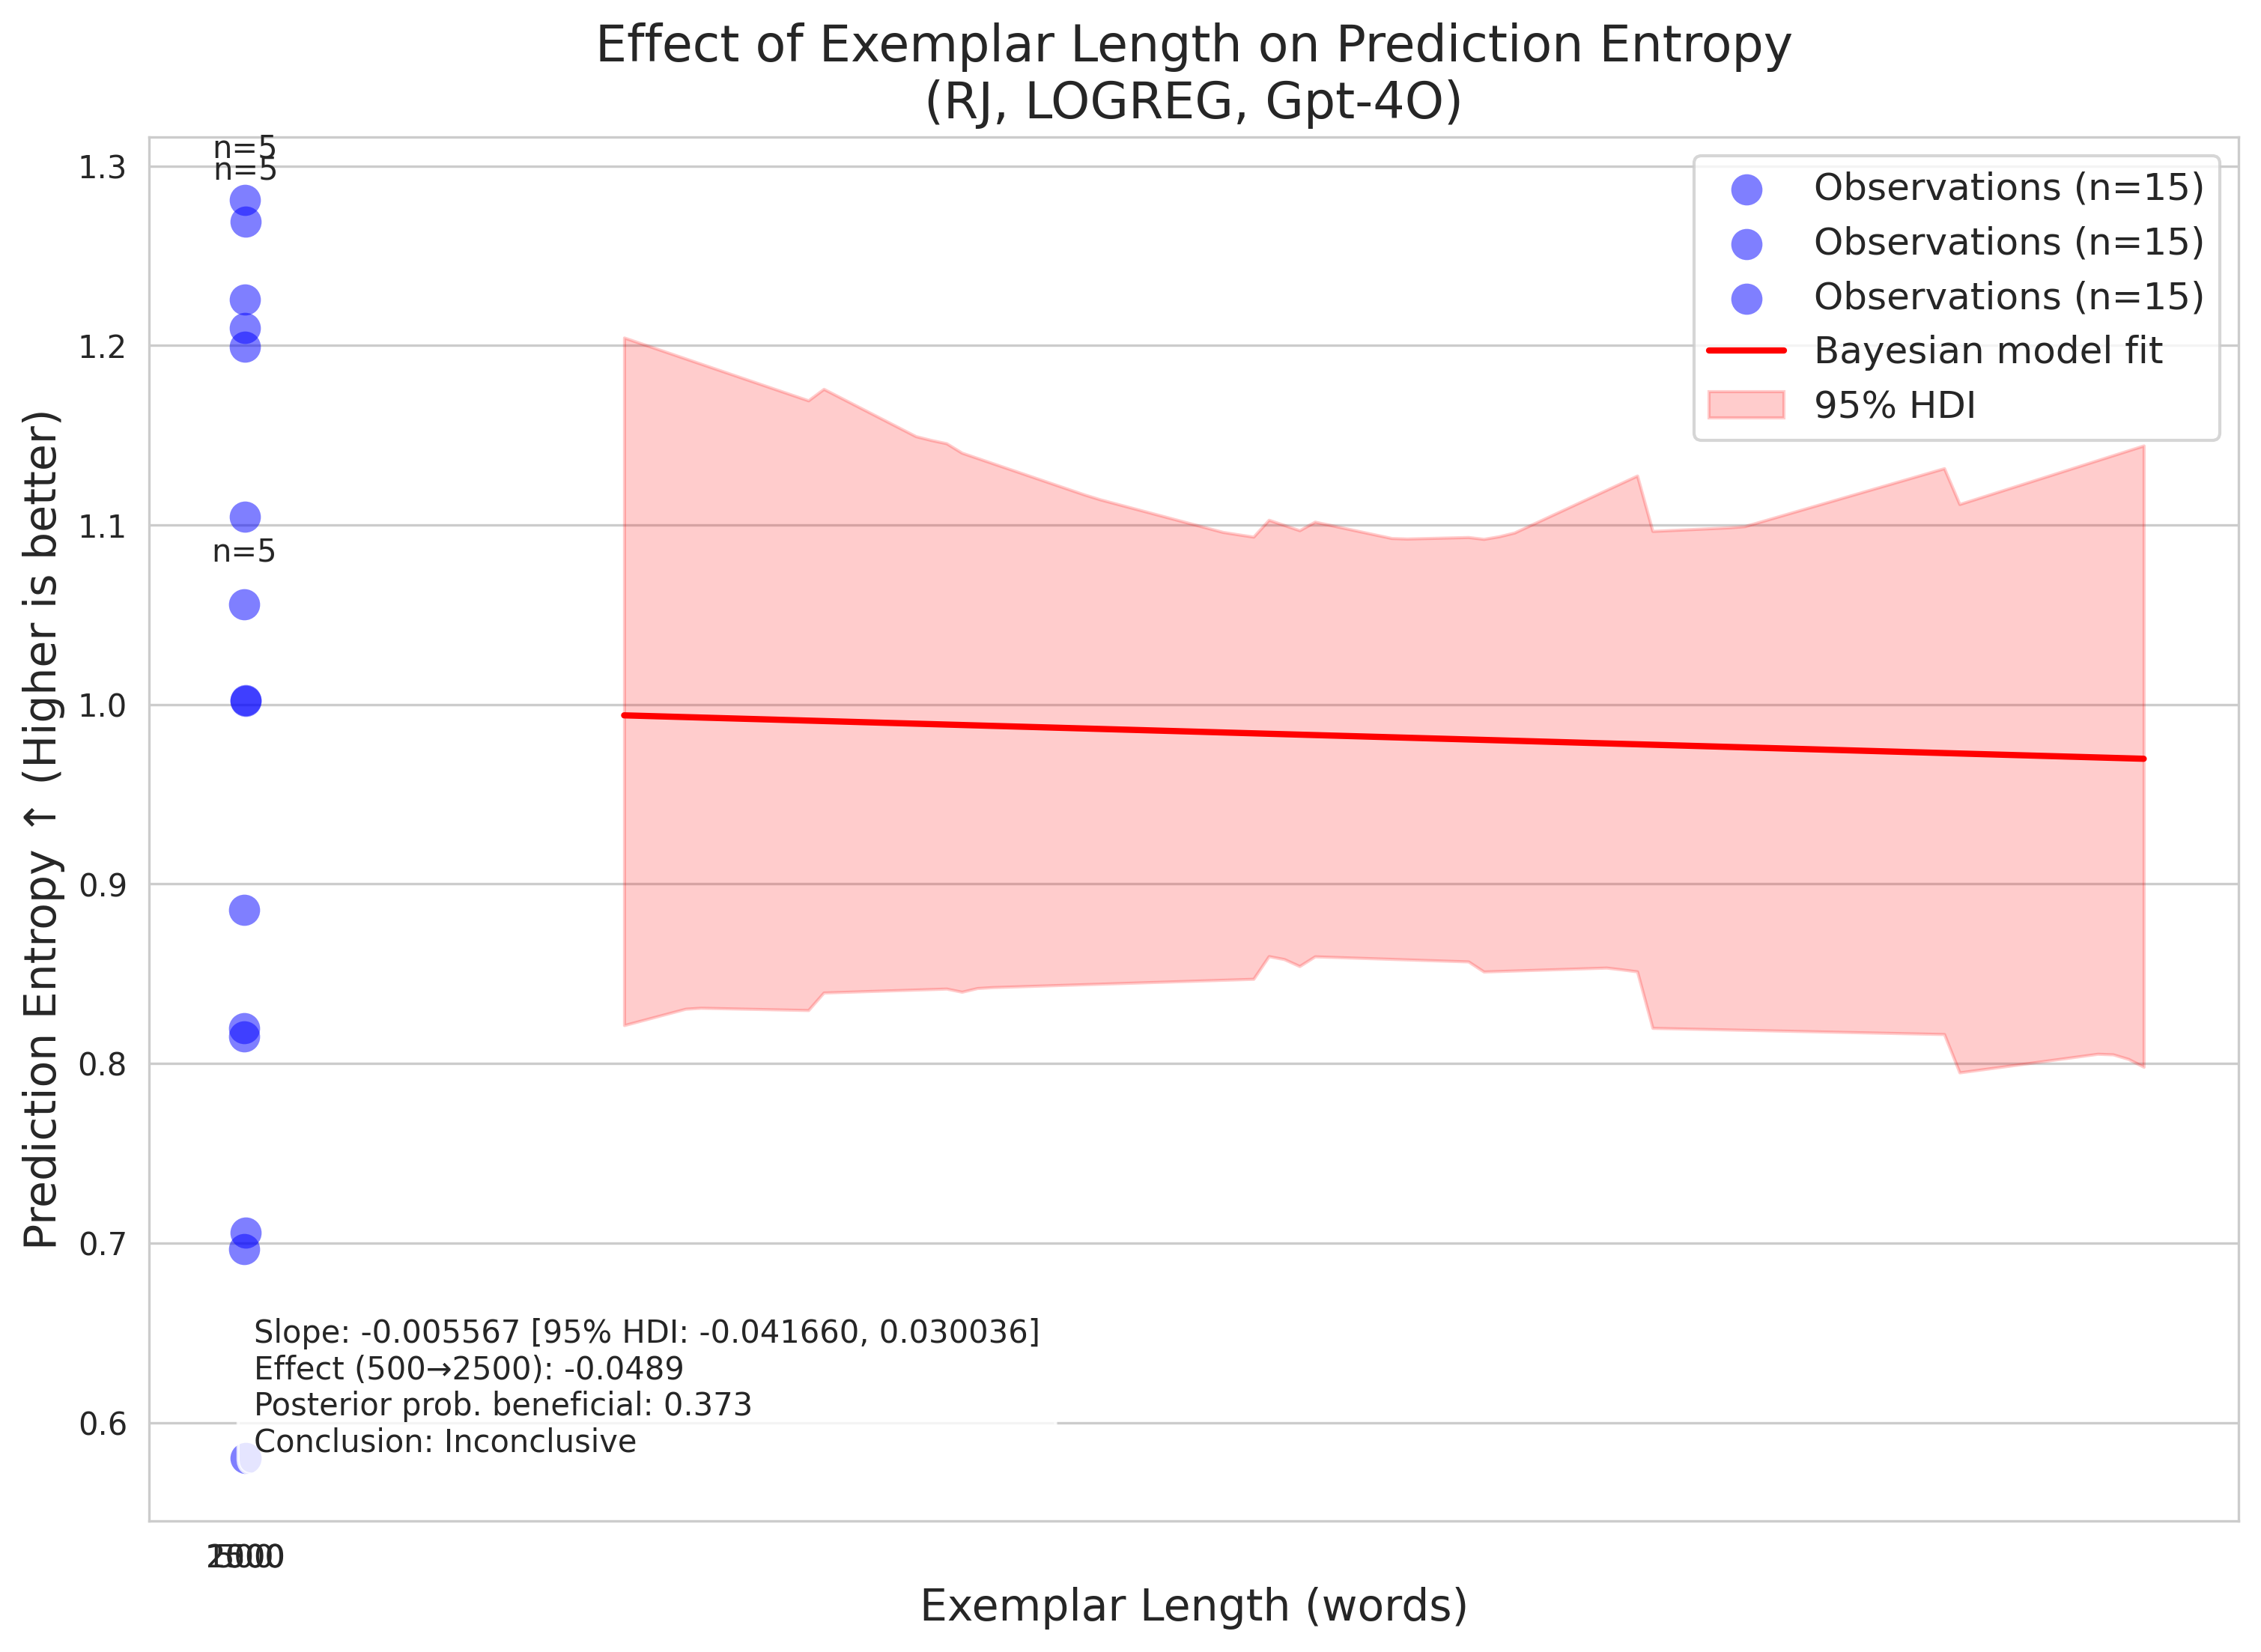 Effect of Exemplar Length on Prediction Entropy
(RJ, LOGREG, Gpt-4O)
Prediction Entropy ↑ (Higher is better)
1.3
1.2
1.1
1.0
0.9
0.8
0.7
0.6
n=5
n=5
n=5
Observations (n=15)
Observations (n=15)
Observations (n=15)
Bayesian model fit
95% HDI
Slope: -0.005567 [95% HDI: -0.041660, 0.030036]
Effect (500→2500): -0.0489
Posterior prob. beneficial: 0.373
Conclusion: Inconclusive
Exemplar Length (words)